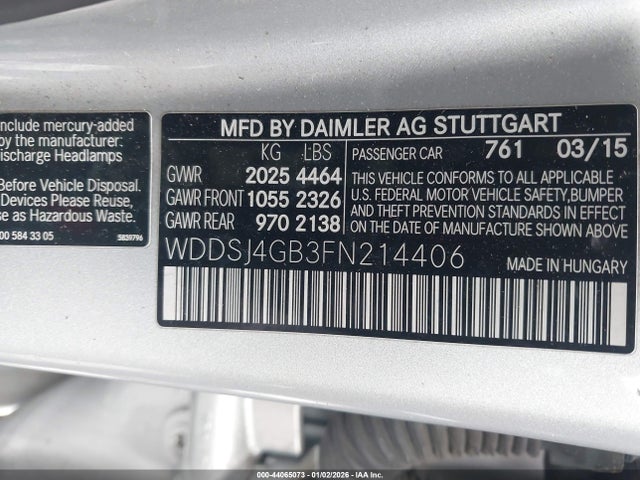 nclude mercury-added
by the manufacturer:
Discharge Headlamps
Before Vehicle Disposal.
s Please Reuse,
se as Hazardous Waste.
00 584 33 05 5839796
MFD BY DAIMLER AG STUTTGART
KG LBS PASSENGER CAR 761 03/15
GVWR 2025 4464
GAWR FRONT 1055 2326
GAWR REAR 970 2138
THIS VEHICLE CONFORMS TO ALL APPLICABLE
U.S. FEDERAL MOTOR VEHICLE SAFETY,BUMPER
AND THEFT PREVENTION STANDARDS IN
EFFECT ON THE DATE OF MANUFACTURE
SHOWN ABOVE
WDDSJ4GB3FN214406 MADE IN HUNGARY
000-44065073 - 01/02/2026 - IAA Inc.